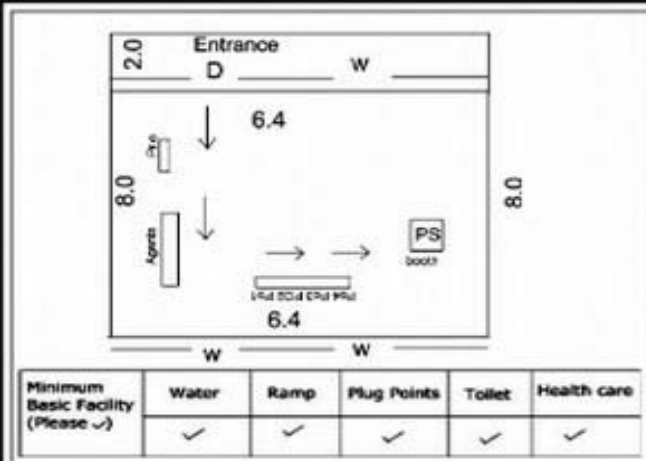 2.0
Entrance
D W
6.4
8.0
8.0
Agents
PS
booth
6.4
W W
Minimum Basic Facility (Please ✓) Water Ramp Plug Points Toilet Health care
✓ ✓ ✓ ✓ ✓